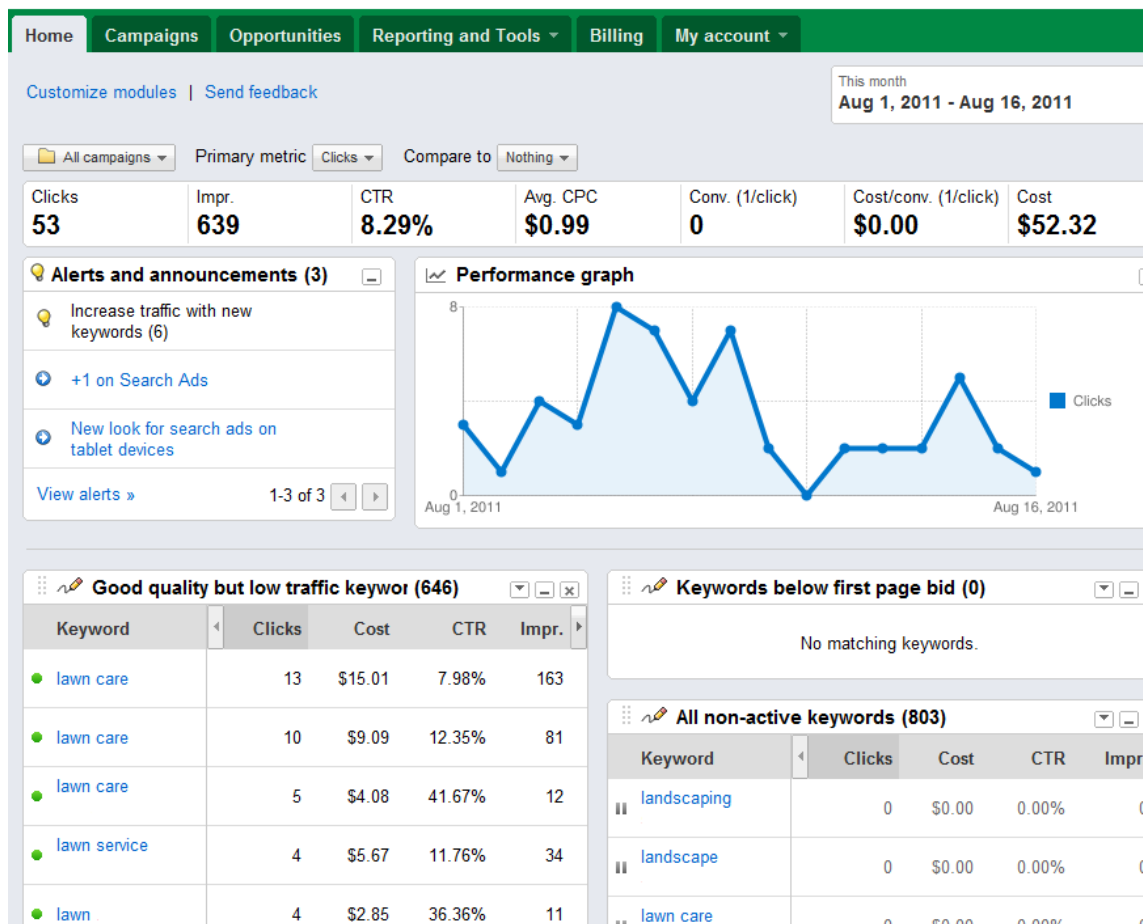 Home Campaigns Opportunities Reporting and Tools Billing My account
Customize modules | Send feedback
This month
Aug 1, 2011 - Aug 16, 2011
All campaigns Primary metric Clicks Compare to Nothing
Clicks Impr. CTR Avg. CPC Conv. (1/click) Cost/conv. (1/click) Cost
53 639 8.29% $0.99 0 $0.00 $52.32
Alerts and announcements (3)
Increase traffic with new
keywords (6)
+1 on Search Ads
New look for search ads on
tablet devices
View alerts » 1-3 of 3
Performance graph
8
0
Aug 1, 2011 Aug 16, 2011
Clicks
Good quality but low traffic keywor (646)
Keyword Clicks Cost CTR Impr.
lawn care 13 $15.01 7.98% 163
lawn care 10 $9.09 12.35% 81
lawn care 5 $4.08 41.67% 12
lawn service 4 $5.67 11.76% 34
lawn 4 $2.85 36.36% 11
Keywords below first page bid (0)
No matching keywords.
All non-active keywords (803)
Keyword Clicks Cost CTR Impr
landscaping 0 $0.00 0.00%
landscape 0 $0.00 0.00%
lawn care 0 $0.00 0.00%